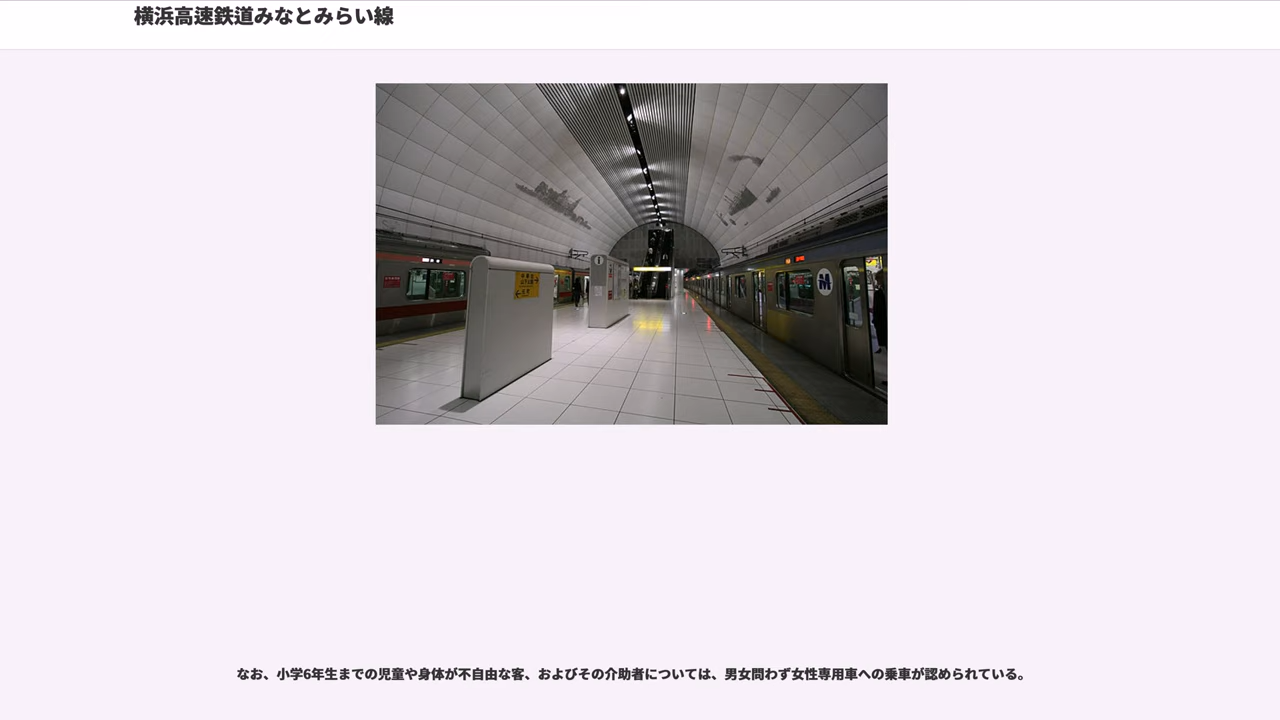 横浜高速鉄道みなとみらい線
なお、小学6年生までの児童や身体が不自由な客、およびその介助者については、男女問わず女性専用車への乗車が認められている。